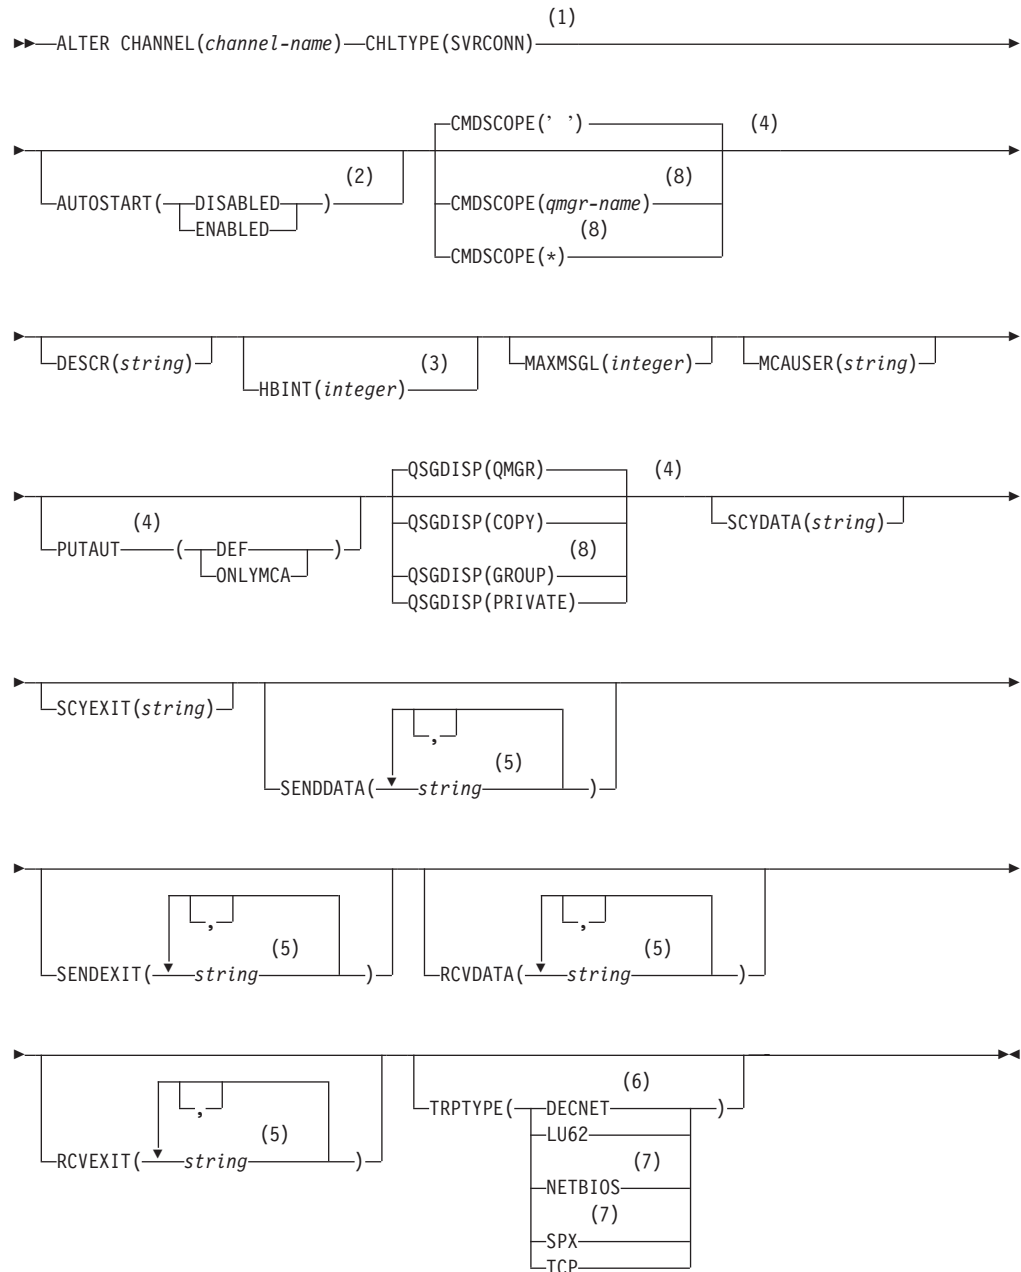 (1)
ALTER CHANNEL(channel-name) CHLTYPE(SVRCONN)
CMDSCOPE(’ ’) (4)
(2) (8)
AUTOSTART( DISABLED ) CMDSCOPE(qmgr-name)
ENABLED (8)
CMDSCOPE(*)
DESCR(string) (3) MAXMSGL(integer) MCAUSER(string)
HBINT(integer)
QSGDISP(QMGR) (4)
(4) QSGDISP(COPY) SCYDATA(string)
PUTAUT ( DEF ) (8)
ONLYMCA QSGDISP(GROUP)
QSGDISP(PRIVATE)
SCYEXIT(string)
,
(5)
SENDDATA( string )
, ,
(5) (5)
SENDEXIT( string ) RCVDATA( string )
, (6)
TRPTYPE( DECNET )
(5) LU62
RCVEXIT( string ) (7)
NETBIOS
(7)
SPX
TCP